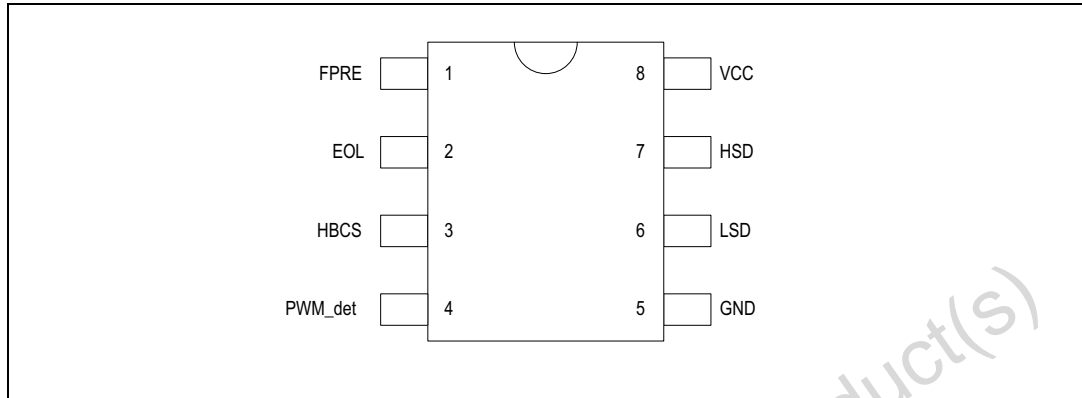 FPRE 1 8 VCC
EOL 2 7 HSD
HBCS 3 6 LSD
PWM_det 4 5 GND